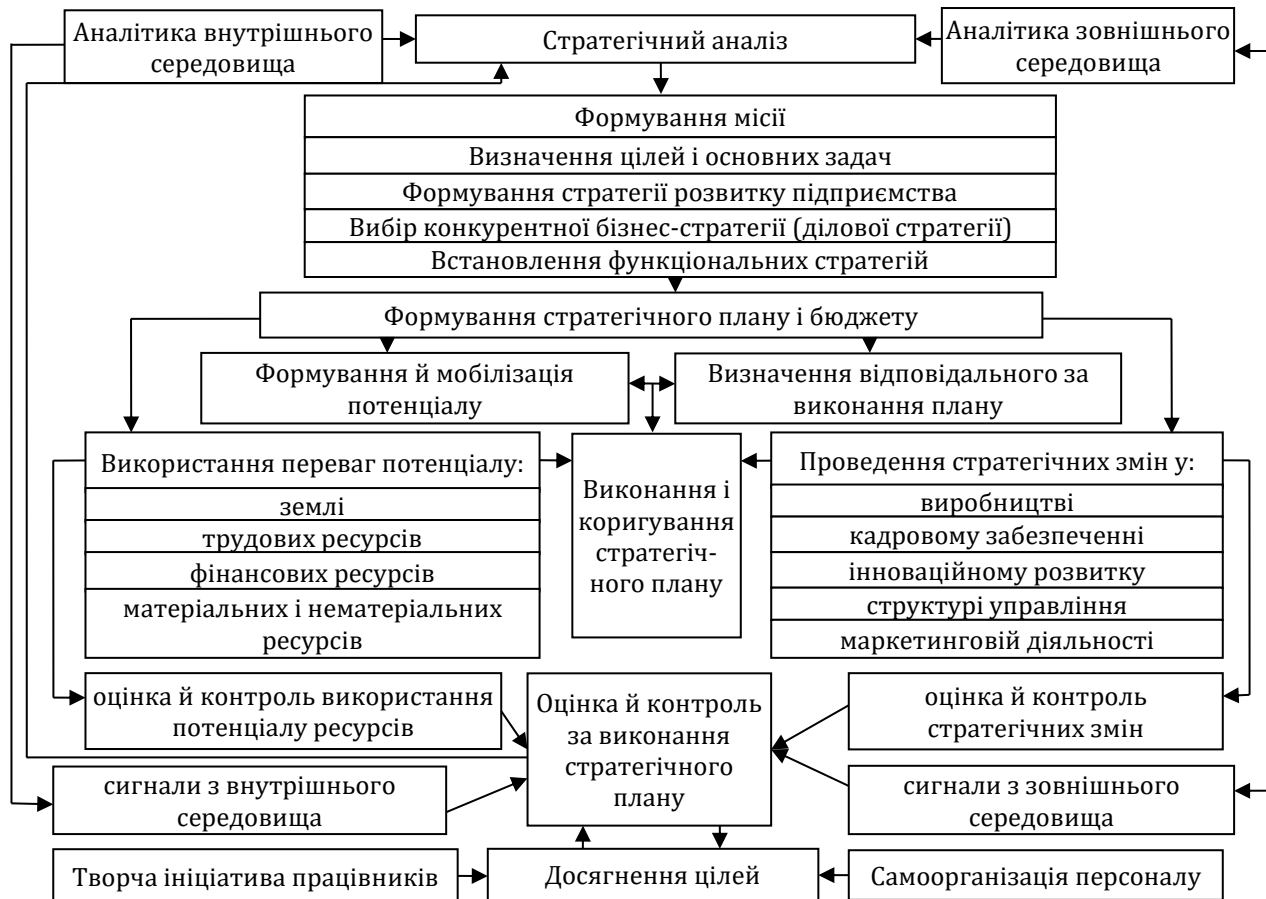 Аналітика внутрішнього
середовища
Стратегічний аналіз
Аналітика зовнішнього
середовища
Формування місії
Визначення цілей і основних задач
Формування стратегії розвитку підприємства
Вибір конкурентної бізнес-стратегії (ділової стратегії)
Встановлення функціональних стратегій
Формування стратегічного плану і бюджету
Формування й мобілізація
потенціалу
Визначення відповідального за
виконання плану
Використання переваг потенціалу:
землі
трудових ресурсів
фінансових ресурсів
матеріальних і нематеріальних
ресурсів
Виконання і
коригування
стратегіч-
ного плану
Проведення стратегічних змін у:
виробництві
кадровому забезпеченні
інноваційному розвитку
структурі управління
маркетинговій діяльності
оцінка й контроль використання
потенціалу ресурсів
Оцінка й контроль
за виконання
стратегічного
плану
оцінка й контроль
стратегічних змін
сигнали з внутрішнього
середовища
сигнали з зовнішнього
середовища
Творча ініціатива працівників
Досягнення цілей
Самоорганізація персоналу